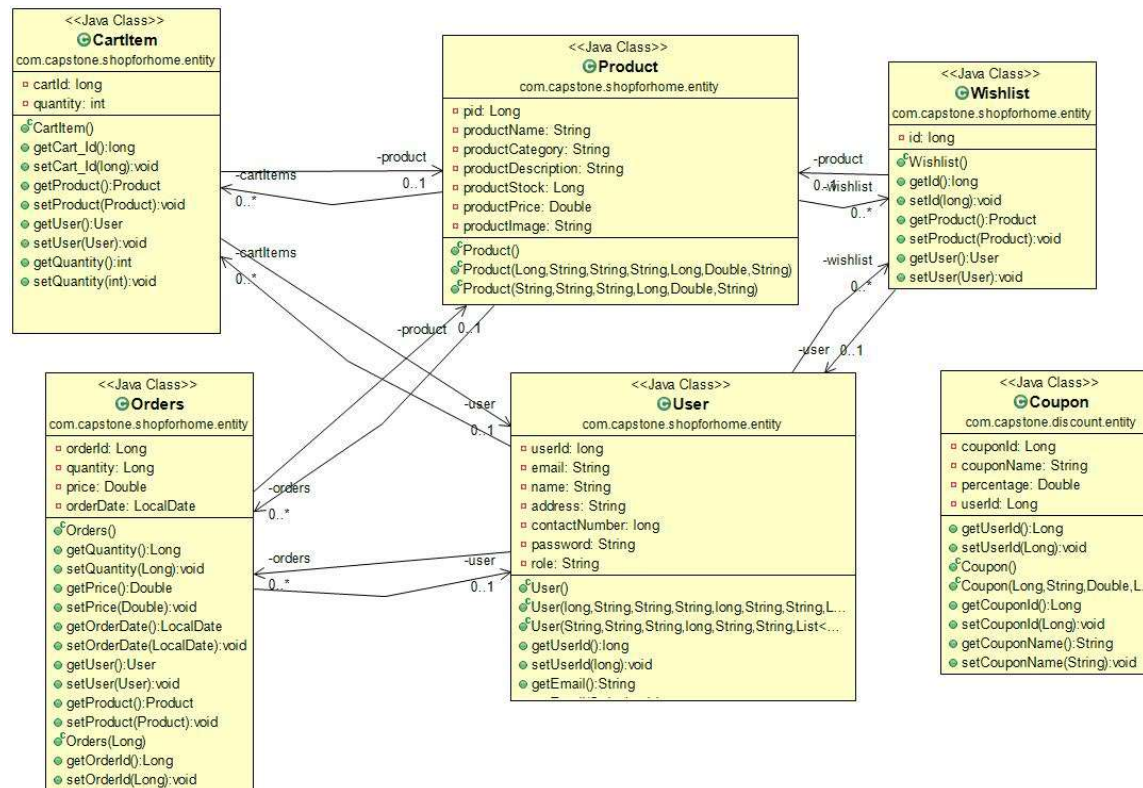 <<Java Class>>
CartItem
com.capstone.shopforhome.entity
cartId: long
quantity: int
CartItem()
getCart_Id():long
setCart_Id(long):void
getProduct():Product
setProduct(Product):void
getUser():User
setUser(User):void
getQuantity():int
setQuantity(int):void
<<Java Class>>
Product
com.capstone.shopforhome.entity
pid: Long
productName: String
productCategory: String
productDescription: String
productStock: Long
productPrice: Double
productImage: String
Product()
Product(Long,String,String,String,Long,Double,String)
Product(String,String,String,Long,Double,String)
<<Java Class>>
Wishlist
com.capstone.shopforhome.entity
id: long
Wishlist()
getId():long
setId(long):void
getProduct():Product
setProduct(Product):void
getUser():User
setUser(User):void
-product
0..1
-cartItems
0..*
-product
0..1
-wishlist
0..*
-cartItems
0..*
-wishlist
0..*
-product
0..1
-user
0..1
-user
0..1
-orders
0..*
-orders
0..*
-user
0..1
<<Java Class>>
Orders
com.capstone.shopforhome.entity
orderId: Long
quantity: Long
price: Double
orderDate: LocalDate
Orders()
getQuantity():Long
setQuantity(Long):void
getPrice():Double
setPrice(Double):void
getOrderDate():LocalDate
setOrderDate(LocalDate):void
getUser():User
setUser(User):void
getProduct():Product
setProduct(Product):void
Orders(Long)
getOrderId():Long
setOrderId(Long):void
<<Java Class>>
User
com.capstone.shopforhome.entity
userId: long
email: String
name: String
address: String
contactNumber: long
password: String
role: String
User()
User(long,String,String,String,long,String,String,L...
User(String,String,String,long,String,String,List<...
getUserId():long
setUserId(long):void
getEmail():String
<<Java Class>>
Coupon
com.capstone.discount.entity
couponId: Long
couponName: String
percentage: Double
userId: Long
getUserId():Long
setUserId(Long):void
Coupon()
Coupon(Long,String,Double,L...
getCouponId():Long
setCouponId(Long):void
getCouponName():String
setCouponName(String):void